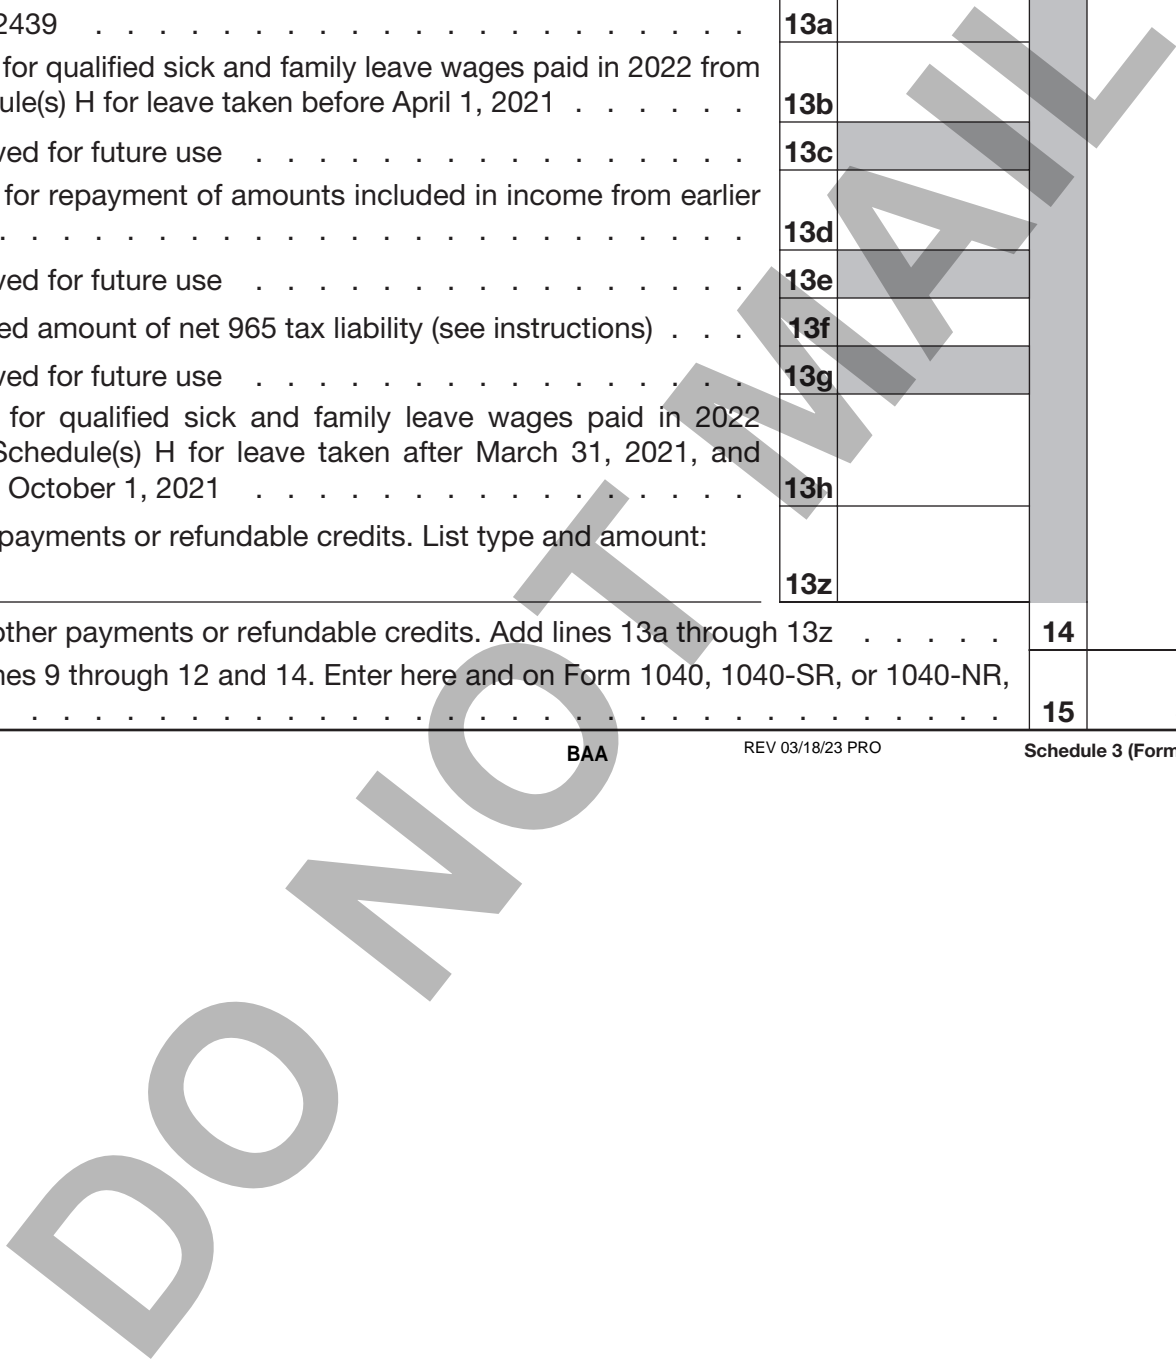 2439 . . . . . . . . . . . . . . . . . . . . . 13a
for qualified sick and family leave wages paid in 2022 from
ule(s) H for leave taken before April 1, 2021 . . . . . . 13b
ved for future use . . . . . . . . . . . . . . . . 13c
for repayment of amounts included in income from earlier
. . . . . . . . . . . . . . . . . . . . . . . . 13d
ved for future use . . . . . . . . . . . . . . . . 13e
ed amount of net 965 tax liability (see instructions) . . . 13f
ved for future use . . . . . . . . . . . . . . . . 13g
for qualified sick and family leave wages paid in 2022
Schedule(s) H for leave taken after March 31, 2021, and
October 1, 2021 . . . . . . . . . . . . . . . . 13h
payments or refundable credits. List type and amount:
13z
other payments or refundable credits. Add lines 13a through 13z . . . . . 14
nes 9 through 12 and 14. Enter here and on Form 1040, 1040-SR, or 1040-NR,
. . . . . . . . . . . . . . . . . . . . . . . . . . . . . . . 15
BAA REV 03/18/23 PRO Schedule 3 (Form
DO NOT MAIL